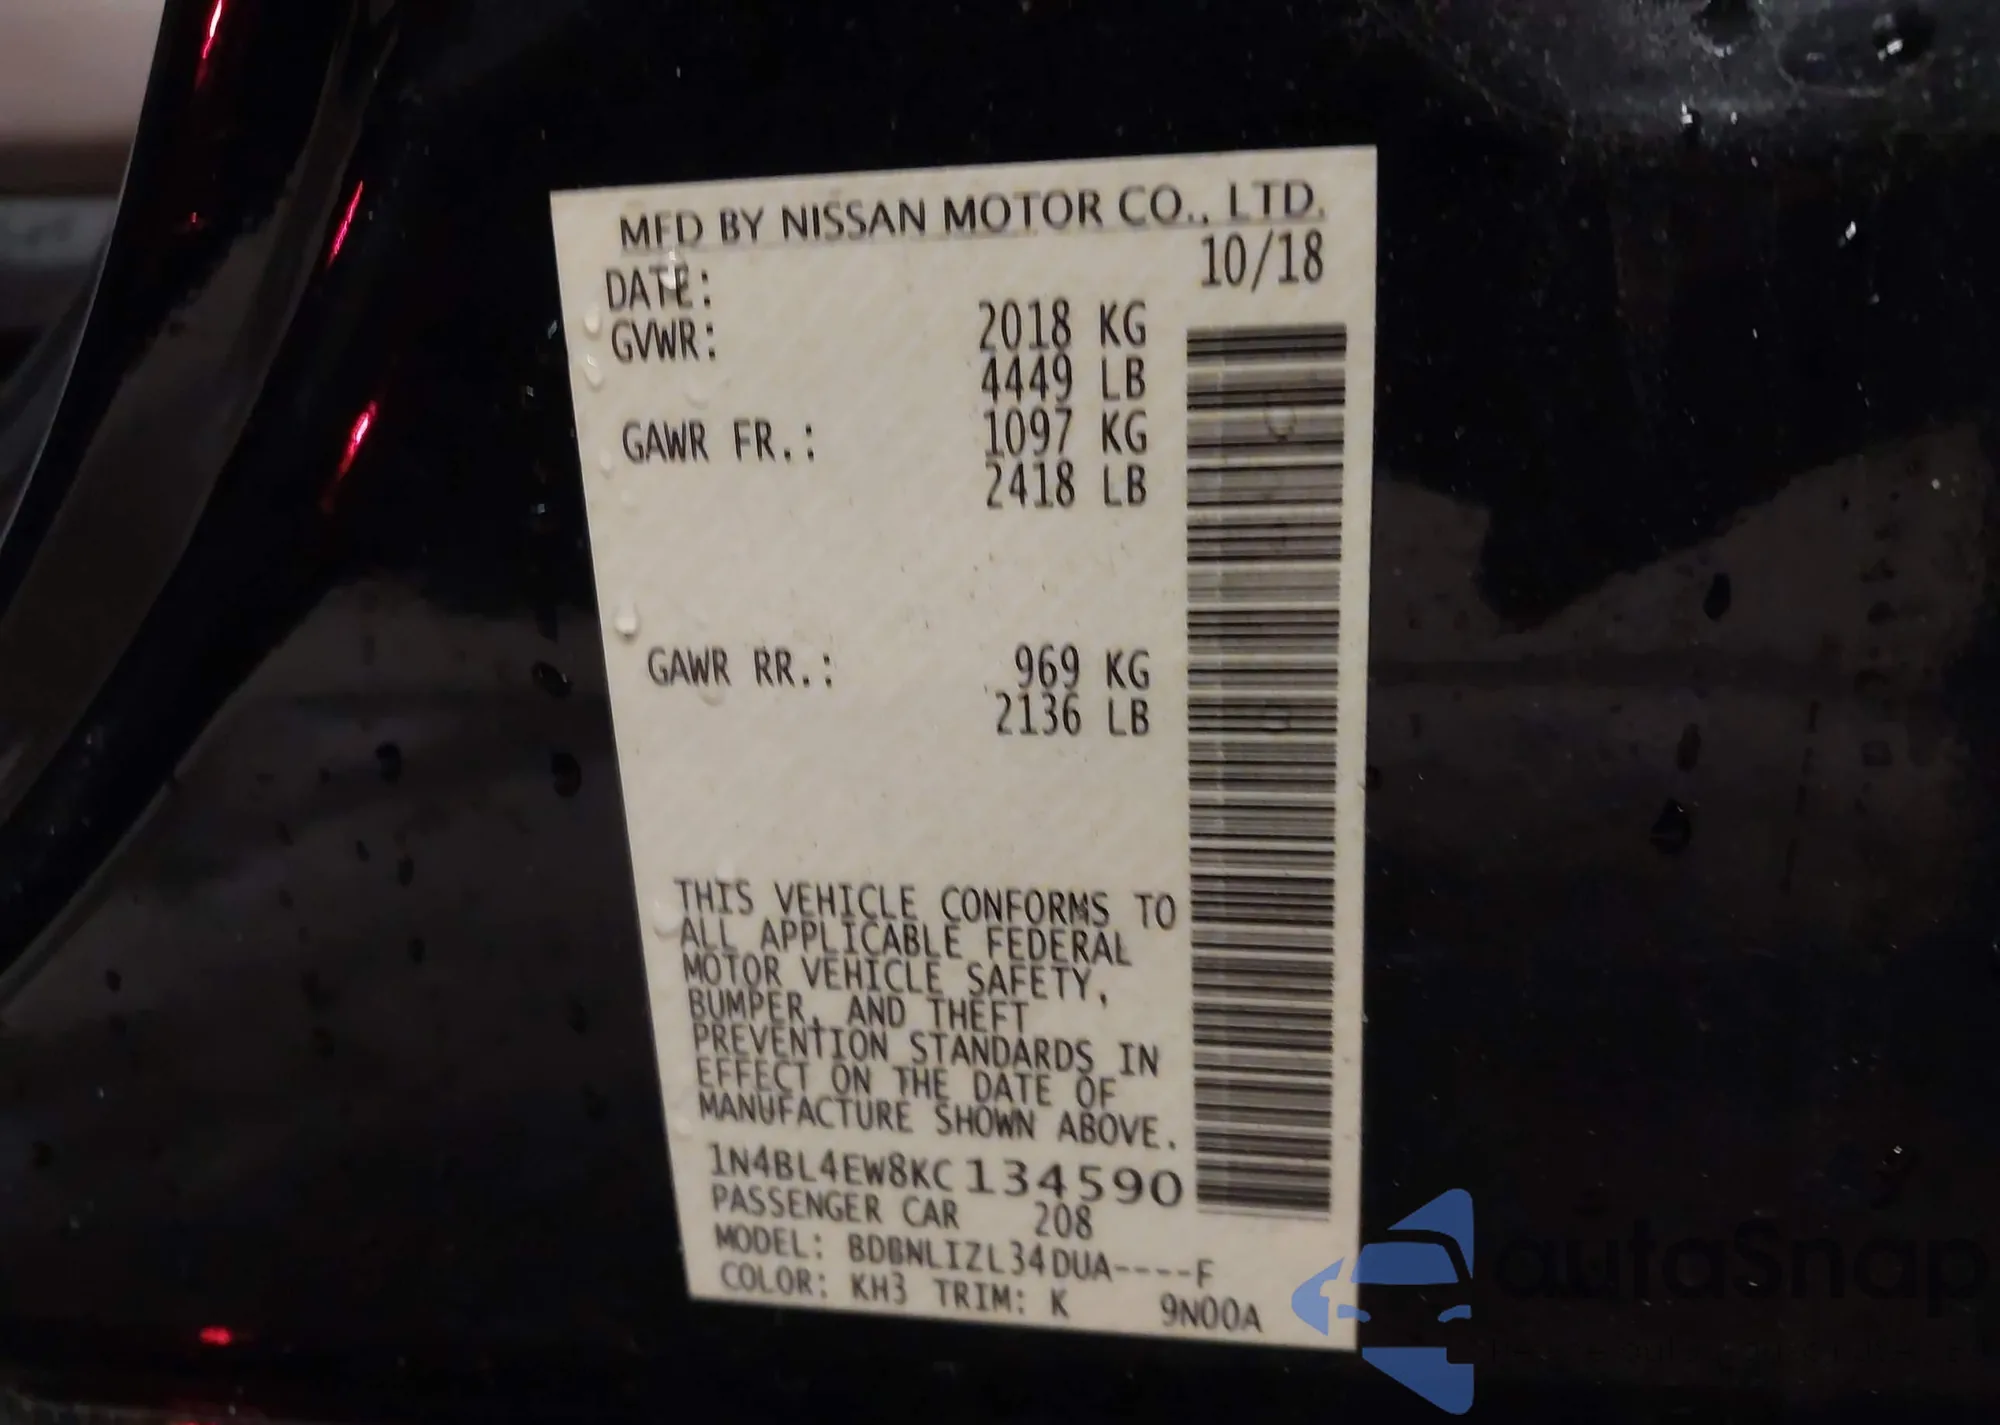 MFD BY NISSAN MOTOR CO., LTD.
DATE: 10/18
GVWR: 2018 KG
4449 LB
GAWR FR.: 1097 KG
2418 LB
GAWR RR.: 969 KG
2136 LB
THIS VEHICLE CONFORMS TO
ALL APPLICABLE FEDERAL
MOTOR VEHICLE SAFETY,
BUMPER, AND THEFT
PREVENTION STANDARDS IN
EFFECT ON THE DATE OF
MANUFACTURE SHOWN ABOVE.
1N4BL4EW8KC134590
PASSENGER CAR 208
MODEL: BDBNLIZL34DUA----F
COLOR: KH3 TRIM: K 9N00A
autaSnap